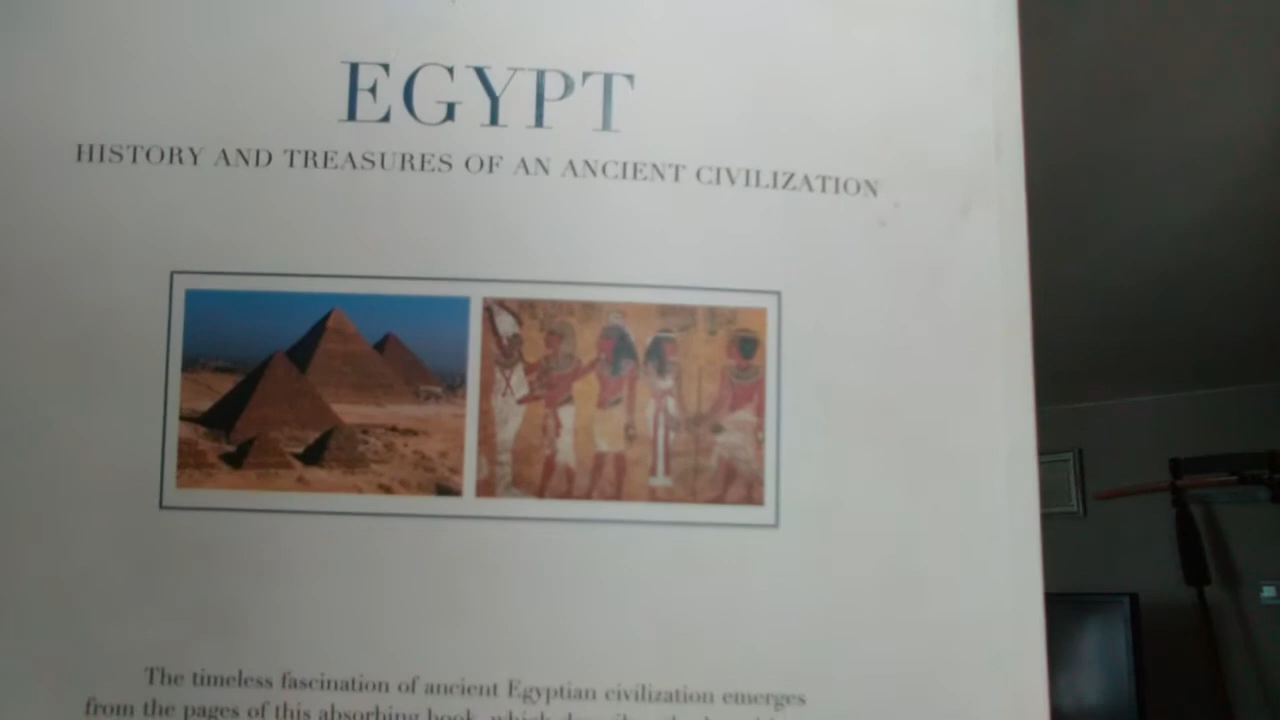 EGYPT
HISTORY AND TREASURES OF AN ANCIENT CIVILIZATION
The timeless fascination of ancient Egyptian civilization emerges
from the pages of this absorbing book, which